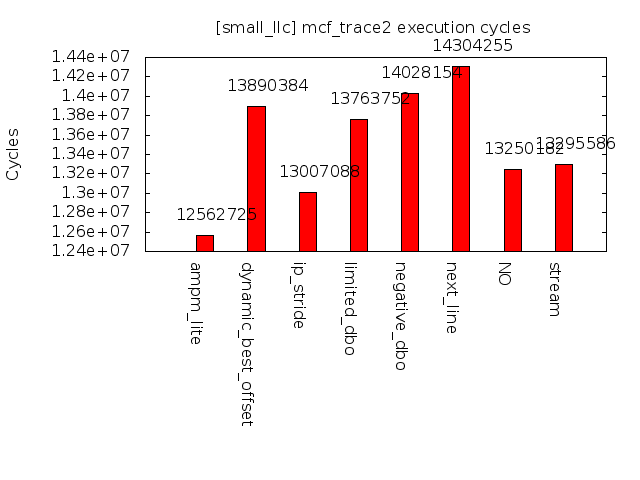 [small_llc] mcf_trace2 execution cycles
Cycles
1.44e+07
1.42e+07
1.4e+07
1.38e+07
1.36e+07
1.34e+07
1.32e+07
1.3e+07
1.28e+07
1.26e+07
1.24e+07
12562725
13890384
13007088
13763752
14028154
14304255
13250182
13295586
ampm_lite
dynamic_best_offset
ip_stride
limited_dbo
negative_dbo
next_line
NO
stream